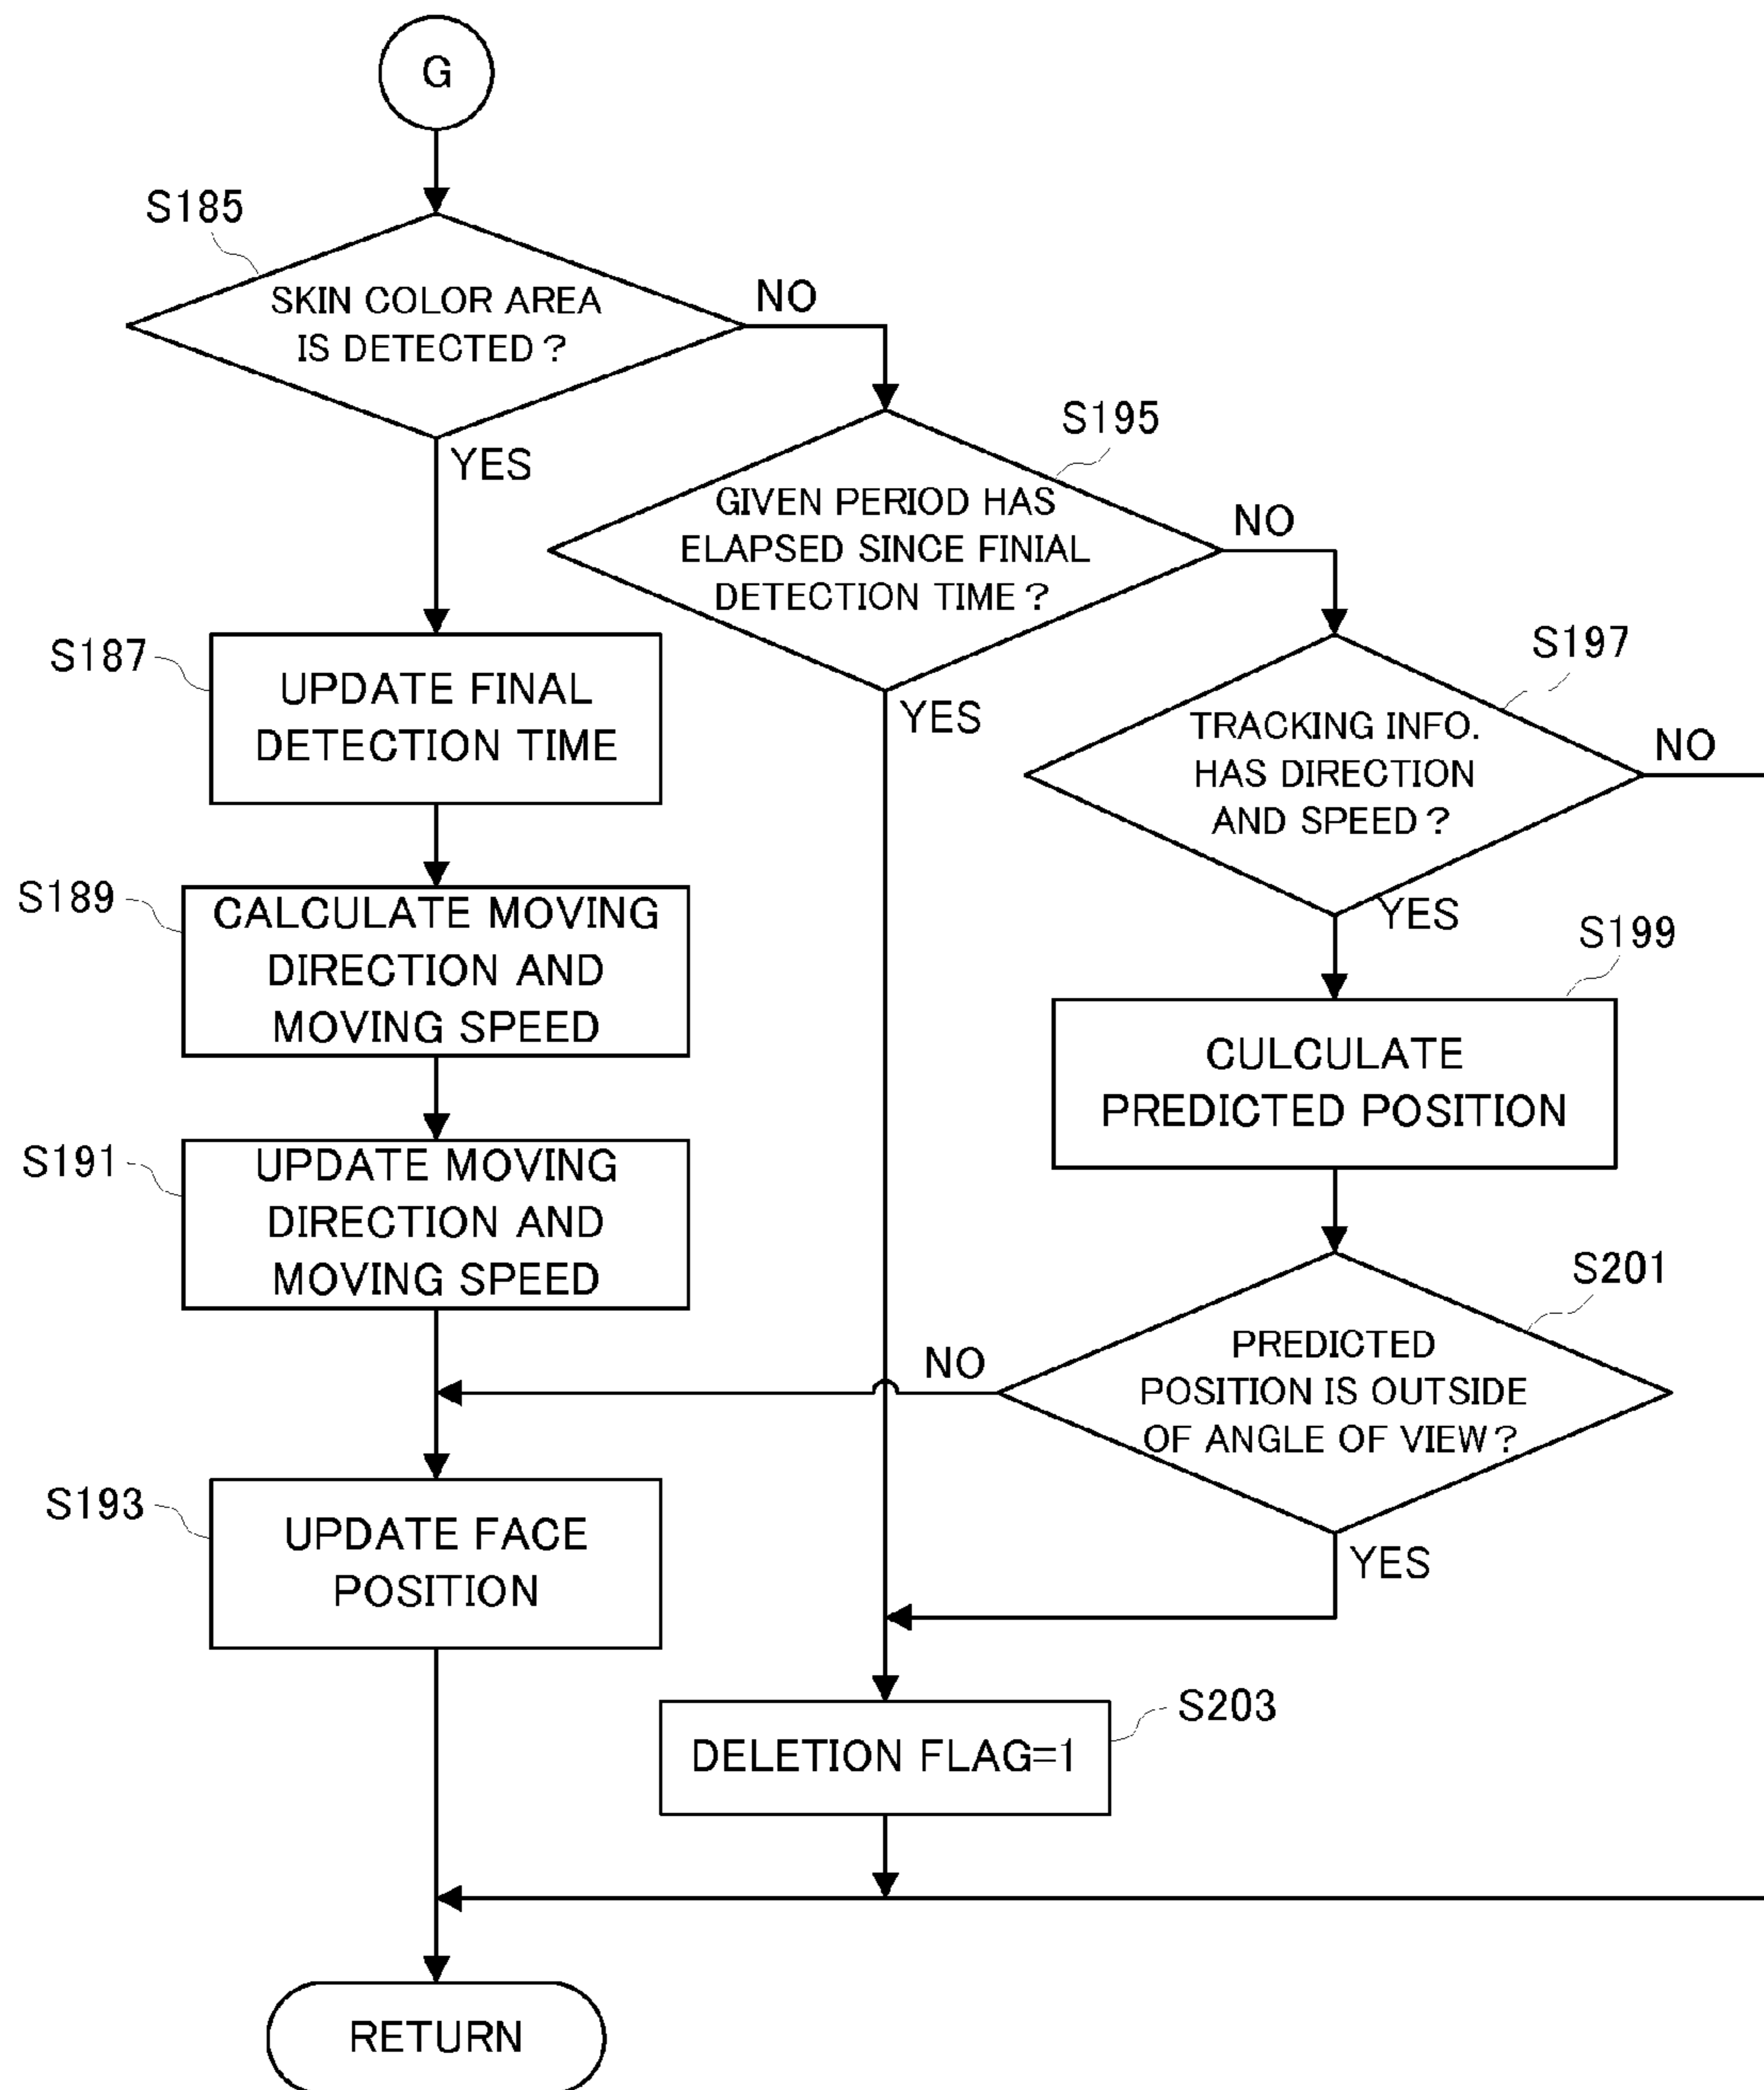 G
S185
SKIN COLOR AREA
IS DETECTED?
NO
YES
S195
GIVEN PERIOD HAS
ELAPSED SINCE FINIAL
DETECTION TIME?
NO
YES
S187
UPDATE FINAL
DETECTION TIME
S197
TRACKING INFO.
HAS DIRECTION
AND SPEED?
NO
YES
S189
CALCULATE MOVING
DIRECTION AND
MOVING SPEED
S199
CULCULATE
PREDICTED POSITION
S191
UPDATE MOVING
DIRECTION AND
MOVING SPEED
S201
PREDICTED
POSITION IS OUTSIDE
OF ANGLE OF VIEW?
NO
YES
S193
UPDATE FACE
POSITION
S203
DELETION FLAG=1
RETURN